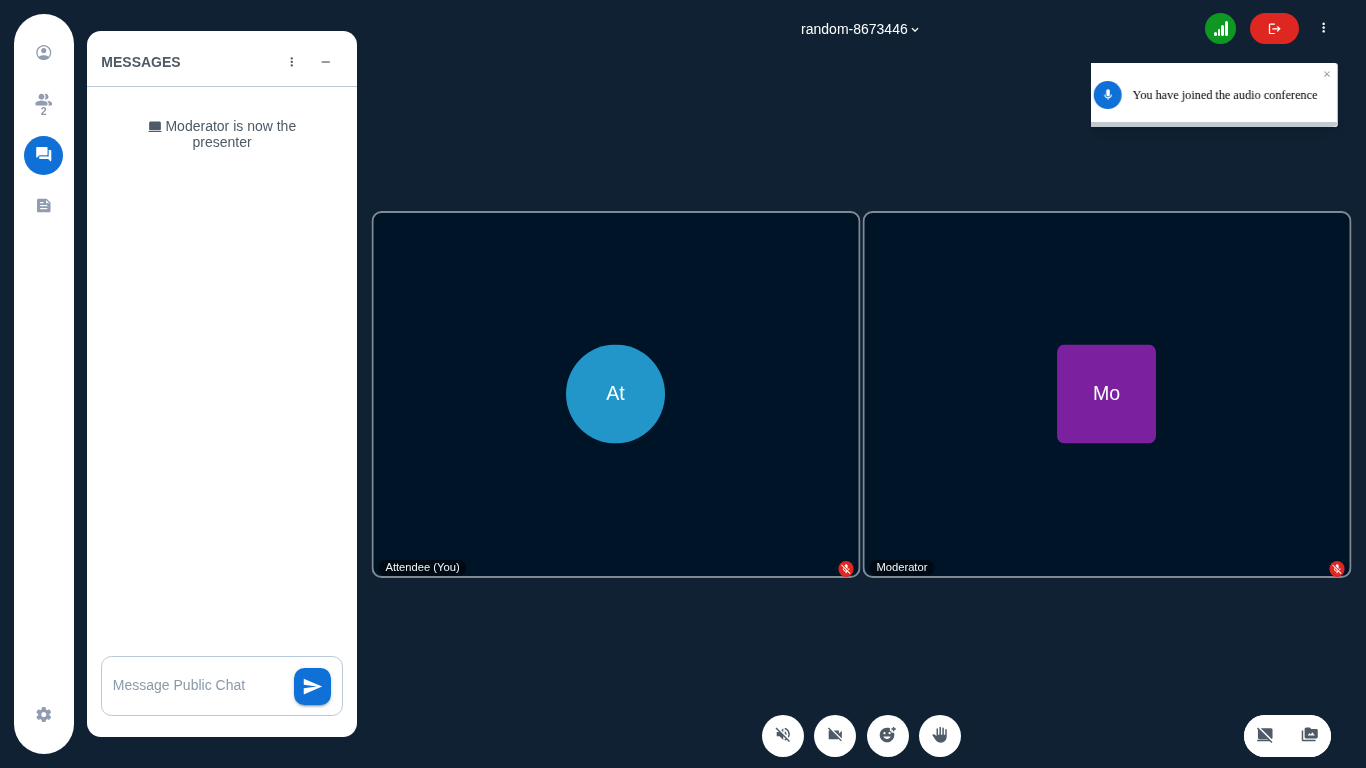 random-8673446
MESSAGES
You have joined the audio conference
2
Moderator is now the
presenter
At
Mo
Attendee (You)
Moderator
Message Public Chat